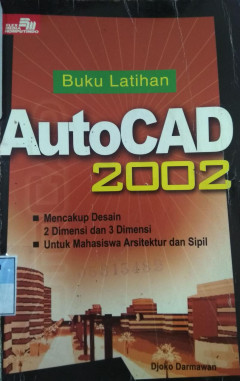 Buku Latihan
AutoCAD
2002
Mencakup Desain
2 Dimensi dan 3 Dimensi
Untuk Mahasiswa Arsitektur dan Sipil
Djoko Darmawan